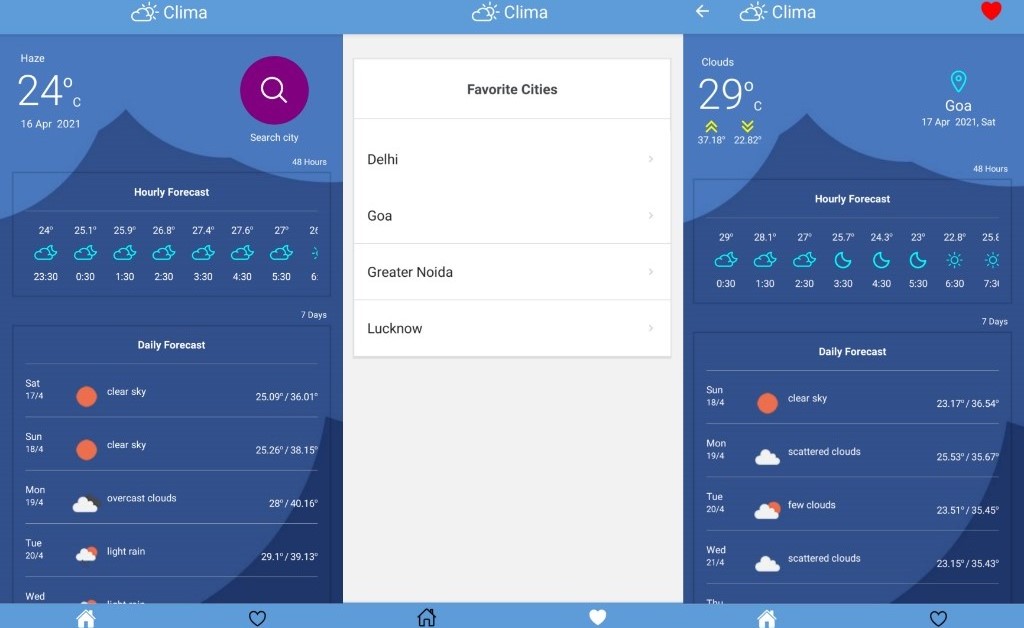 Clima
Haze
24° C
16 Apr 2021
Search city
48 Hours
Hourly Forecast
24° 25.1° 25.9° 26.8° 27.4° 27.6° 27°
23:30 0:30 1:30 2:30 3:30 4:30 5:30 6:
7 Days
Daily Forecast
Sat
17/4
clear sky
25.09° / 36.01°
Sun
18/4
clear sky
25.26° / 38.15°
Mon
19/4
overcast clouds
28° / 40.16°
Tue
20/4
light rain
29.1° / 39.13°
Wed
light rain
Clima
Favorite Cities
Delhi
Goa
Greater Noida
Lucknow
Clima
Clouds
29° C
37.18° 22.82°
Goa
17 Apr 2021, Sat
48 Hours
Hourly Forecast
29° 28.1° 27° 25.7° 24.3° 23° 22.8° 25.8
0:30 1:30 2:30 3:30 4:30 5:30 6:30 7:3
7 Days
Daily Forecast
Sun
18/4
clear sky
23.17° / 36.54°
Mon
19/4
scattered clouds
25.53° / 35.67°
Tue
20/4
few clouds
23.51° / 35.45°
Wed
21/4
scattered clouds
23.15° / 35.43°
Thu